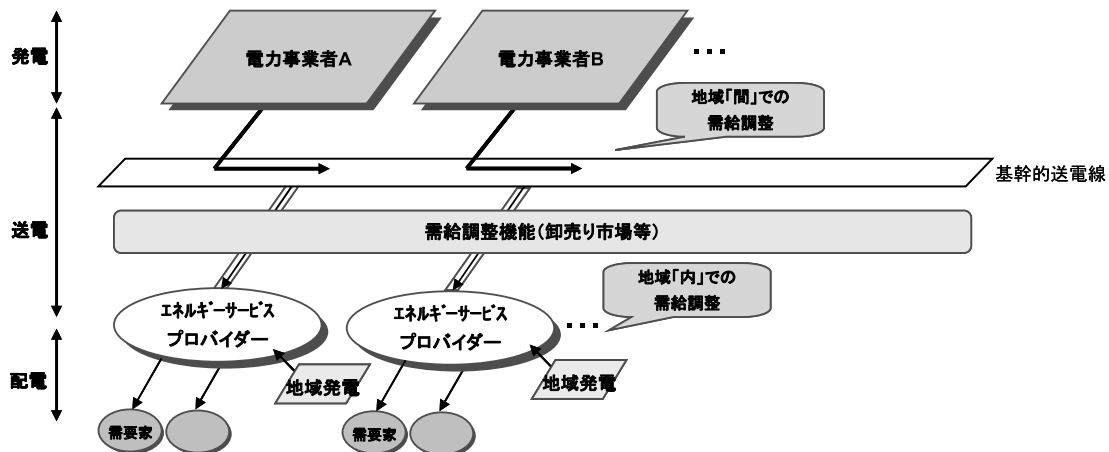 発電
電力事業者A
電力事業者B
・・・
地域「間」での
需給調整
基幹的送電線
送電
需給調整機能(卸売り市場等)
地域「内」での
需給調整
エネルギーサービス
プロバイダー
エネルギーサービス
プロバイダー
・・・
配電
地域発電
地域発電
需要家
需要家